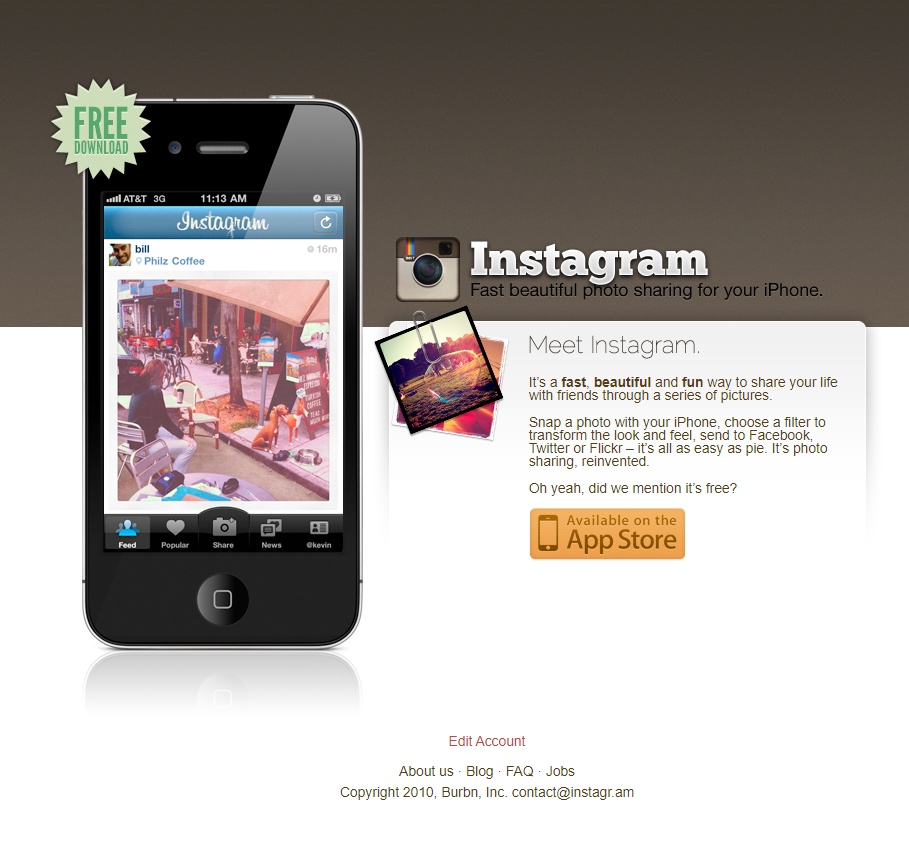 FREE
DOWNLOAD
AT&T 3G 11:13 AM
Instagram
bill 16m
Philz Coffee
Feed Popular Share News @kevin
Instagram
Fast beautiful photo sharing for your iPhone.
Meet Instagram.
It's a fast, beautiful and fun way to share your life
with friends through a series of pictures.
Snap a photo with your iPhone, choose a filter to
transform the look and feel, send to Facebook,
Twitter or Flickr – it's all as easy as pie. It's photo
sharing, reinvented.
Oh yeah, did we mention it's free?
Available on the
App Store
Edit Account
About us · Blog · FAQ · Jobs
Copyright 2010, Burbn, Inc. contact@instagr.am